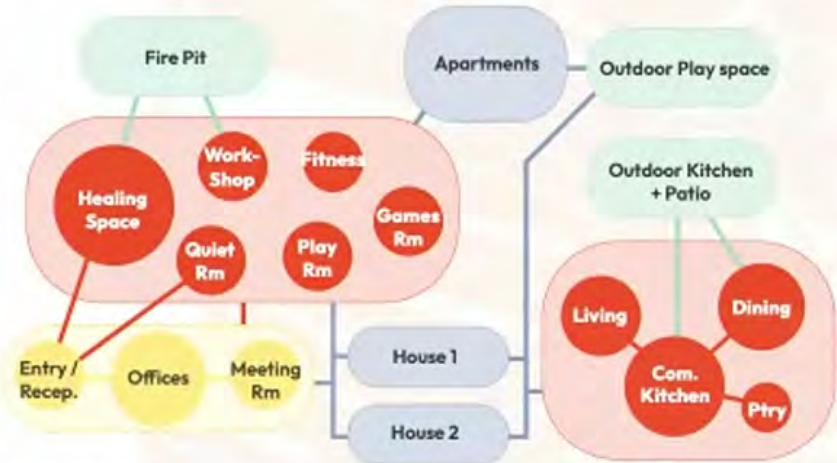 Fire Pit
Apartments
Outdoor Play space
Work-
Shop
Fitness
Healing
Space
Games
Rm
Quiet
Rm
Play
Rm
Outdoor Kitchen
+ Patio
Living
Dining
Com.
Kitchen
Ptry
Entry /
Recep.
Offices
Meeting
Rm
House 1
House 2